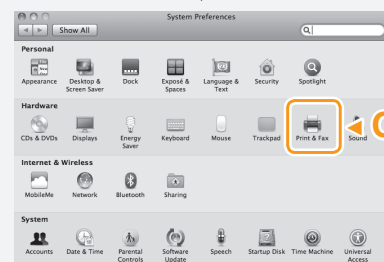 System Preferences
Show All
Personal
Appearance Desktop & Screen Saver Dock Exposé & Spaces Language & Text Security Spotlight
Hardware
CDs & DVDs Displays Energy Saver Keyboard Mouse Trackpad Print & Fax Sound
Internet & Wireless
MobileMe Network Bluetooth Sharing
System
Accounts Date & Time Parental Controls Software Update Speech Startup Disk Time Machine Universal Access